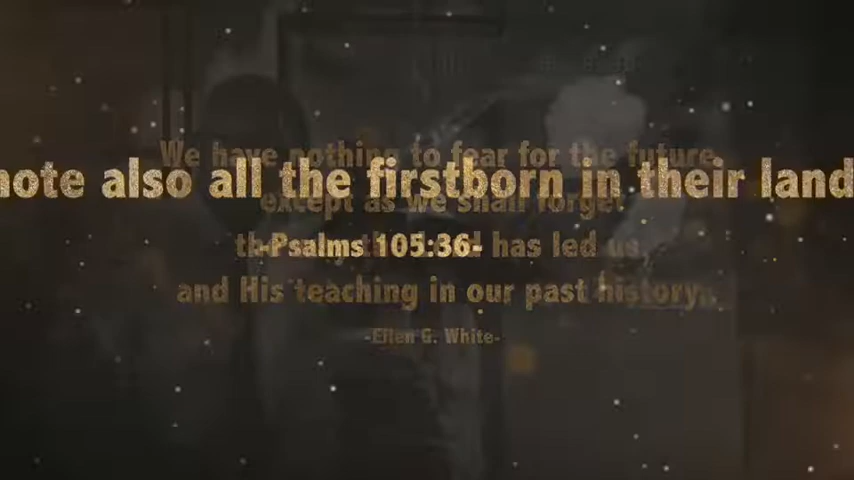 We have nothing to fear for the future,
note also all the firstborn in their land
except as we shall forget
-Psalms 105:36-
has led us
and His teaching in our past history.
-Ellen G. White-